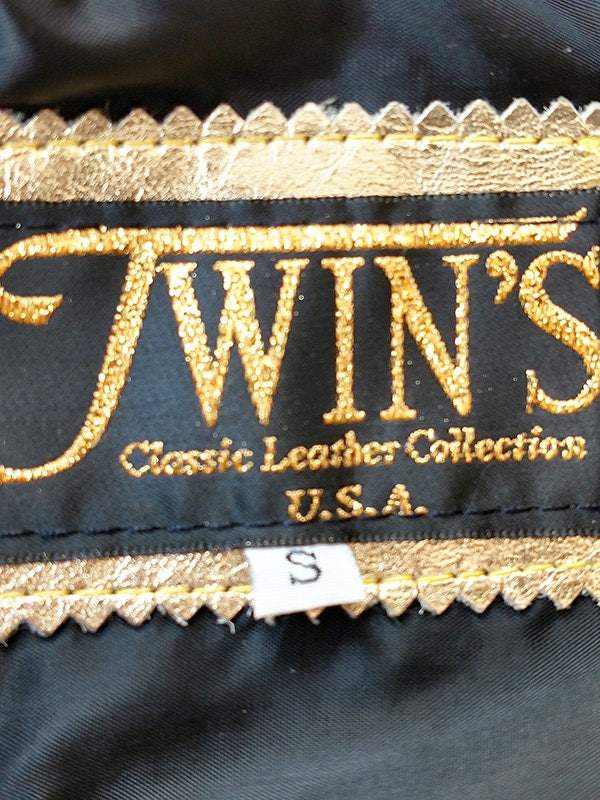 TWIN'S
Classic Leather Collection
U.S.A.
S